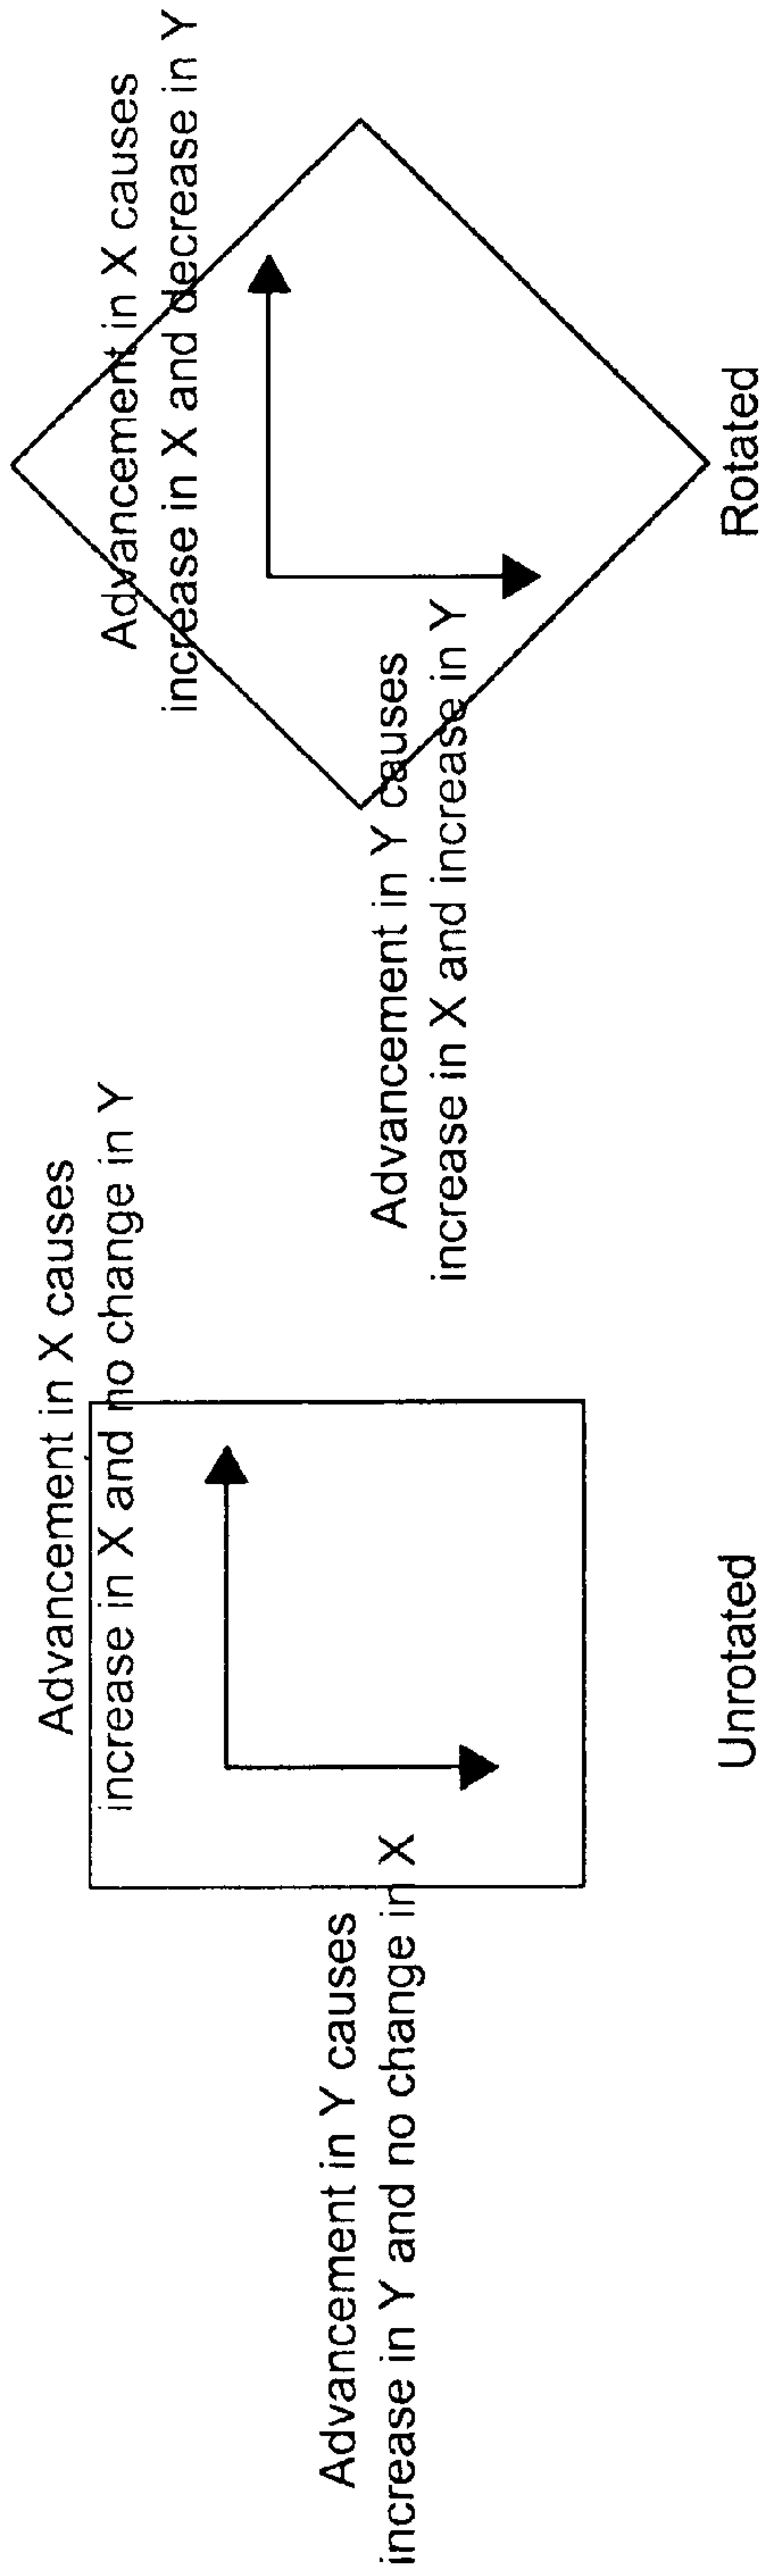 Advancement in X causes
increase in X and no change in Y
Advancement in Y causes
increase in Y and no change in X
Unrotated
Advancement in X causes
increase in X and decrease in Y
Advancement in Y causes
increase in X and increase in Y
Rotated